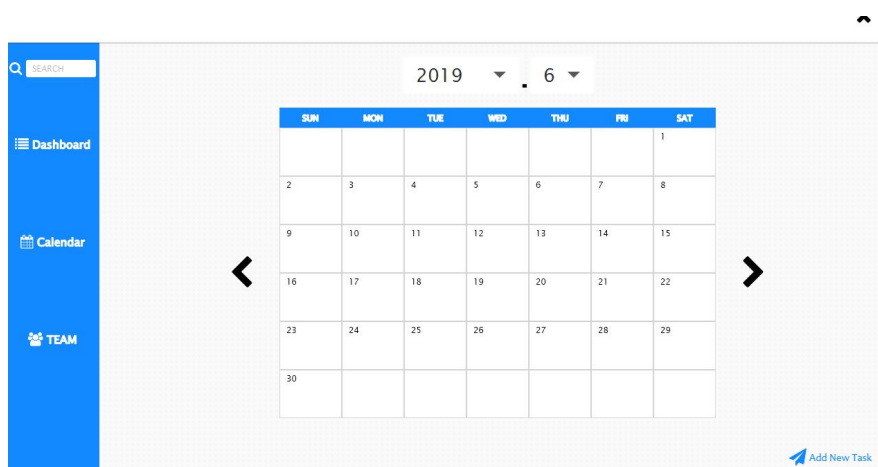 SEARCH
Dashboard
Calendar
TEAM
2019 . 6
SUN MON TUE WED THU FRI SAT
1
2 3 4 5 6 7 8
9 10 11 12 13 14 15
16 17 18 19 20 21 22
23 24 25 26 27 28 29
30
Add New Task